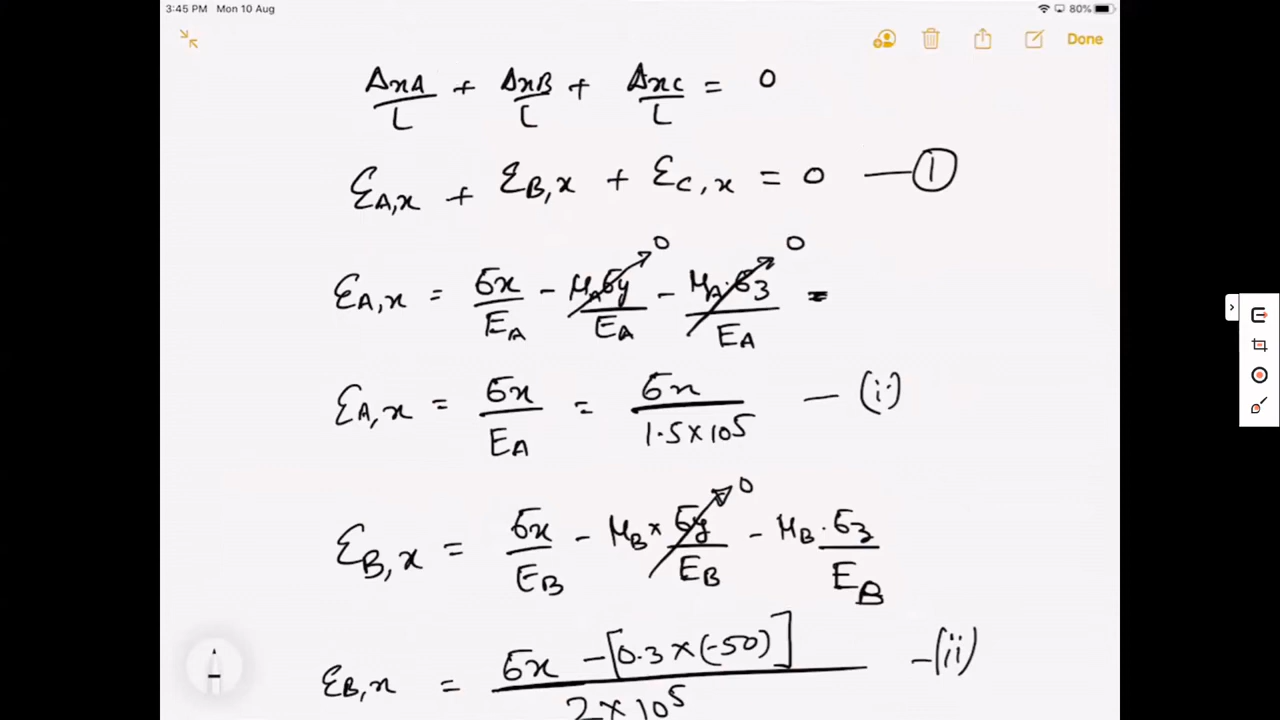 3:45 PM Mon 10 Aug 80%
Done
ΔxA/L + ΔxB/L + ΔxC/L = 0
εA,x + εB,x + εC,x = 0 — ①
εA,x = σx/EA - μAσy/EA → 0 - μA·σz/EA → 0 =
εA,x = σx/EA = σx/1.5×10⁵ — (i)
εB,x = σx/EB - μB × σy/EB → 0 - μB·σz/EB
εB,x = σx - [0.3×(-50)]/2×10⁵ - (ii)